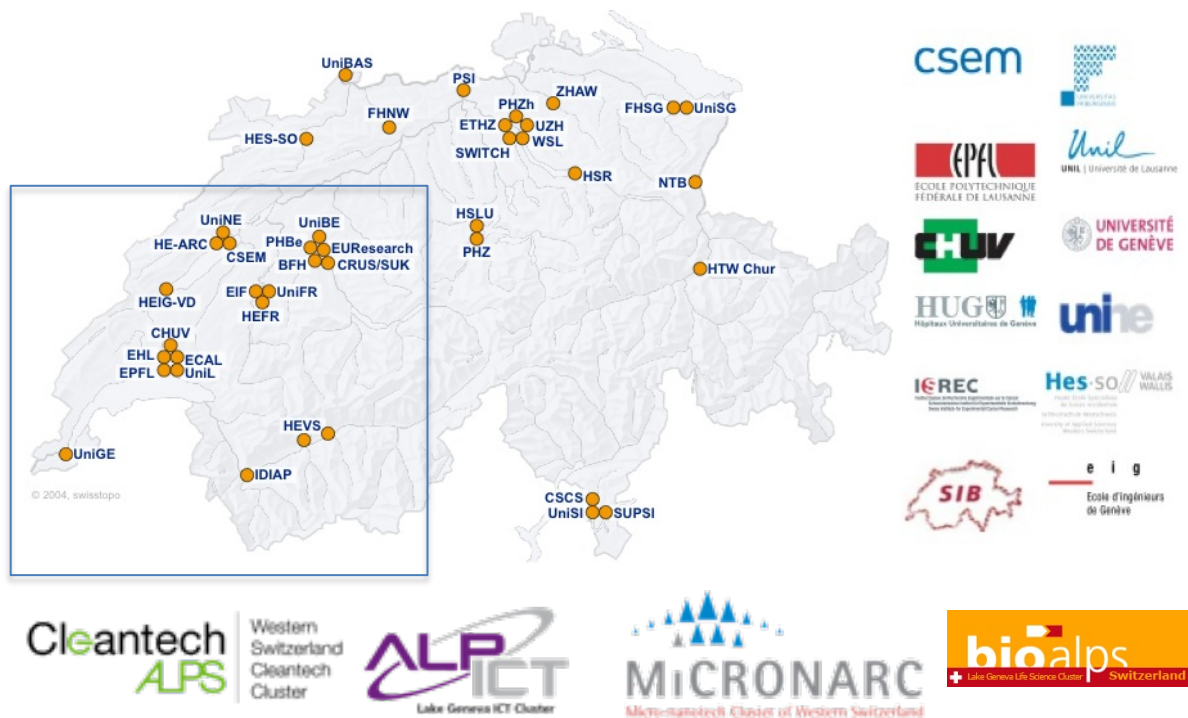 UniBAS
PSI
ZHAW
PHZh
FHSG
UniSG
FHNW
ETHZ
UZH
HES-SO
WSL
SWITCH
HSR
NTB
UniNE
UniBE
HSLU
HE-ARC
PHBe
EUResearch
CSEM
BFH
CRUS/SUK
PHZ
HTW Chur
HEIG-VD
EIF
UniFR
HEFR
CHUV
EHL
ECAL
EPFL
UniL
HEVS
UniGE
IDIAP
© 2004, swisstopo
CSCS
UniSI
SUPSI
csem
UNIVERSITAS
FRIBURGENSIS
EPFL
ÉCOLE POLYTECHNIQUE
FÉDÉRALE DE LAUSANNE
Unil
UNIL | Université de Lausanne
CHUV
UNIVERSITÉ
DE GENÈVE
HUG
Hôpitaux Universitaires de Genève
unine
ISREC
Hes·so // VALAIS
WALLIS
SIB
e i g
Ecole d'ingénieurs
de Genève
Cleantech
ALPS
Western
Switzerland
Cleantech
Cluster
ALP
ICT
Lake Geneva ICT Cluster
MiCRONARC
Micro-nanotech Cluster of Western Switzerland
bioalps
Lake Geneva Life Science Cluster
Switzerland